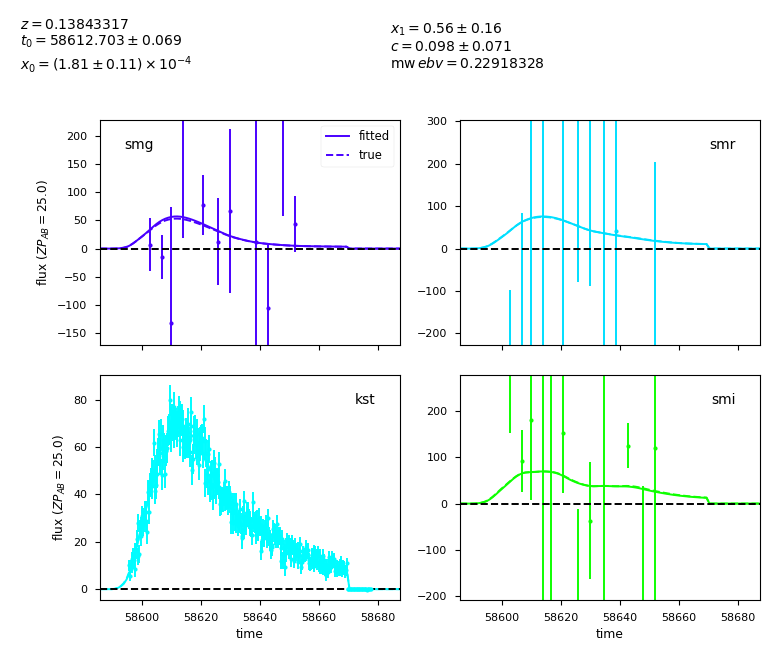 z = 0.13843317
t₀ = 58612.703 ± 0.069
x₀ = (1.81 ± 0.11) × 10⁻⁴
x₁ = 0.56 ± 0.16
c = 0.098 ± 0.071
mw ebv = 0.22918328
smg
fitted
true
200
150
100
50
0
−50
−100
−150
flux (ZP_AB = 25.0)
smr
300
200
100
0
−100
−200
kst
80
60
40
20
0
flux (ZP_AB = 25.0)
58600 58620 58640 58660 58680
time
smi
200
100
0
−100
−200
58600 58620 58640 58660 58680
time